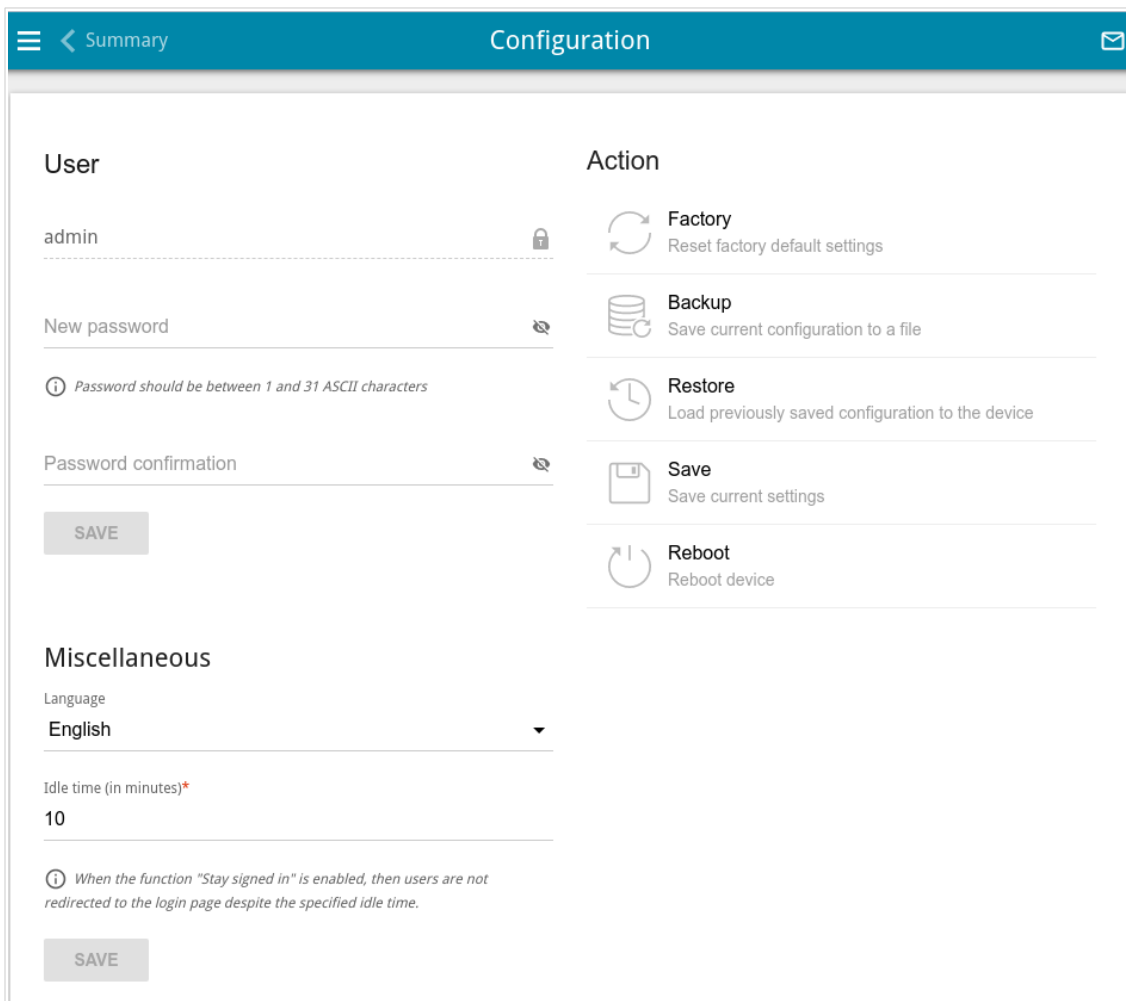 Summary
Configuration
User
admin
New password
Password should be between 1 and 31 ASCII characters
Password confirmation
SAVE
Miscellaneous
Language
English
Idle time (in minutes)*
10
When the function "Stay signed in" is enabled, then users are not
redirected to the login page despite the specified idle time.
SAVE
Action
Factory
Reset factory default settings
Backup
Save current configuration to a file
Restore
Load previously saved configuration to the device
Save
Save current settings
Reboot
Reboot device